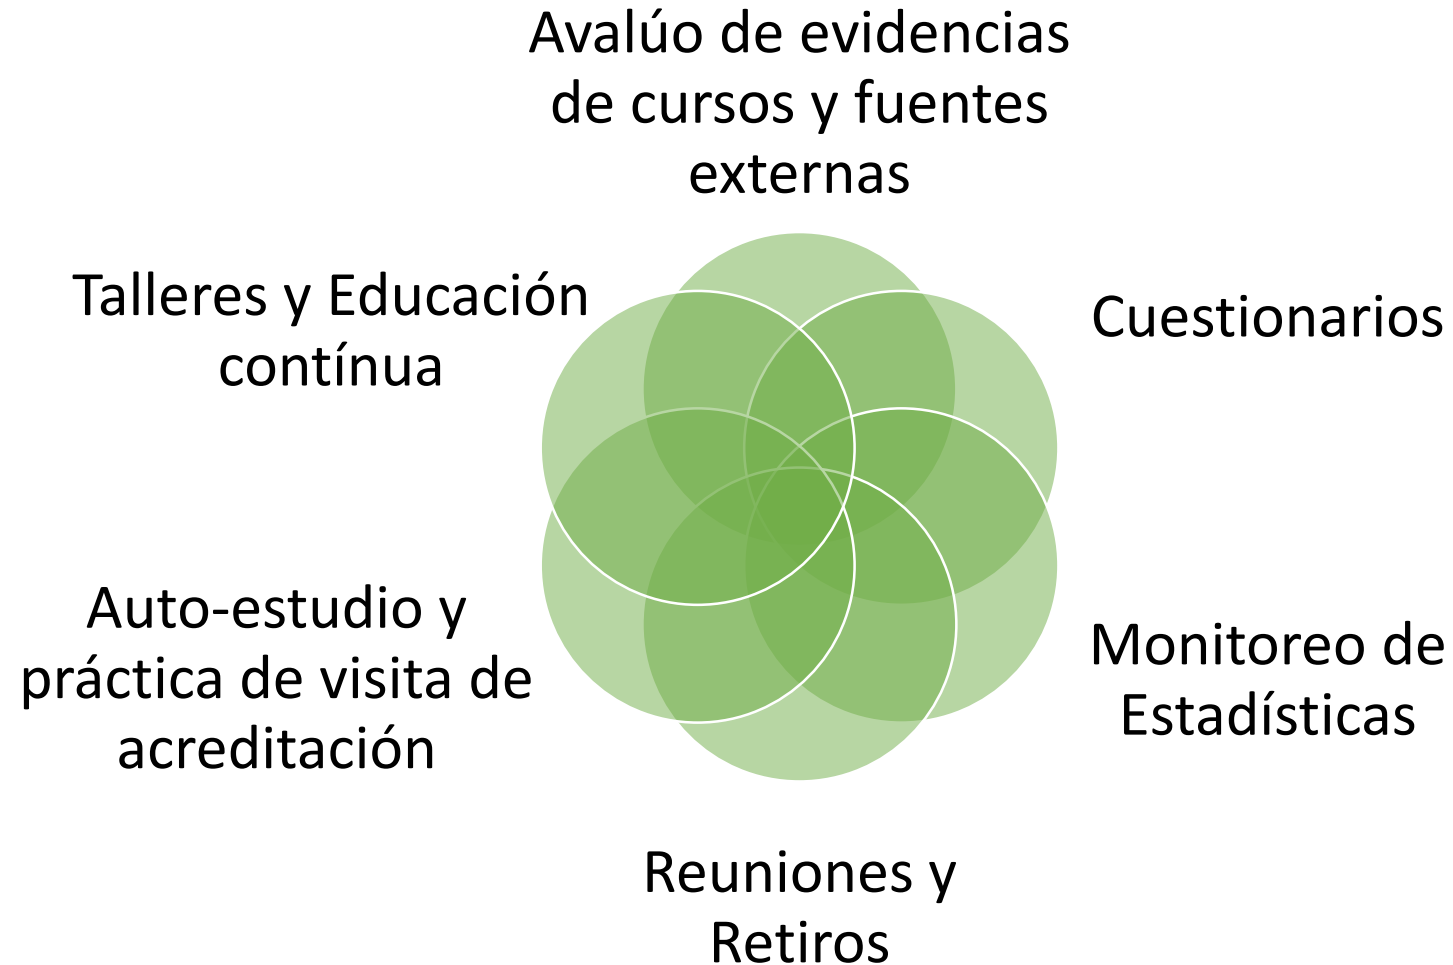 Avalúo de evidencias
de cursos y fuentes
externas
Talleres y Educación
contínua
Cuestionarios
Auto-estudio y
práctica de visita de
acreditación
Monitoreo de
Estadísticas
Reuniones y
Retiros